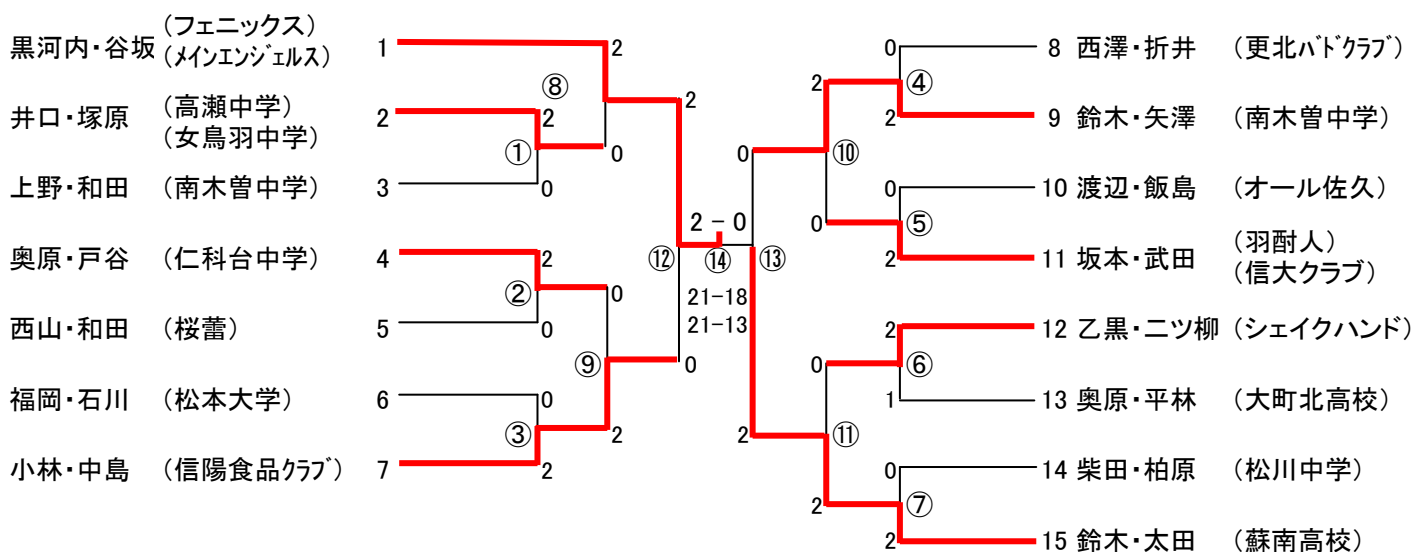 黒河内・谷坂 (フェニックス) (メインエンジェルス) 1
2
⑧
井口・塚原 (高瀬中学) (女鳥羽中学) 2
2
①
0
上野・和田 (南木曽中学) 3
0
2
奥原・戸谷 (仁科台中学) 4
2
②
0
西山・和田 (桜蕾) 5
0
⑨
0
福岡・石川 (松本大学) 6
0
③
2
小林・中島 (信陽食品クラブ) 7
2
⑫
2 - 0
⑭
21-18
21-13
⑬
0
2
0 8 西澤・折井 (更北バドクラブ)
2 ④
2 9 鈴木・矢澤 (南木曽中学)
⑩
0 10 渡辺・飯島 (オール佐久)
0 ⑤
2 11 坂本・武田 (羽酎人) (信大クラブ)
2 12 乙黒・二ツ柳 (シェイクハンド)
0 ⑥
1 13 奥原・平林 (大町北高校)
⑪
0 14 柴田・柏原 (松川中学)
2 ⑦
2 15 鈴木・太田 (蘇南高校)